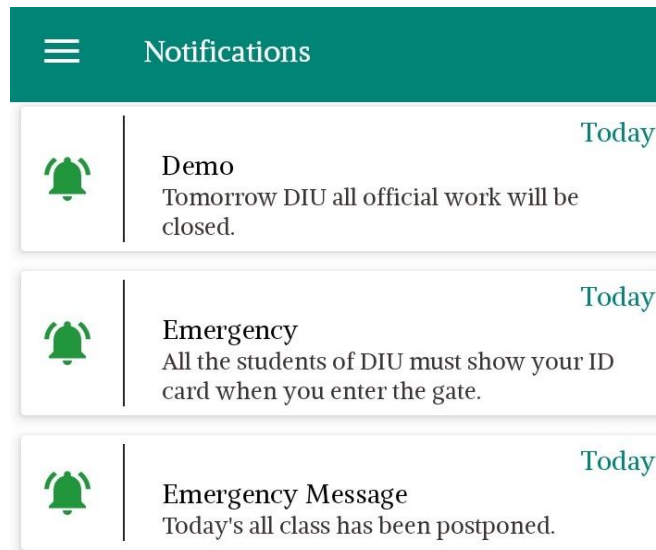 Notifications
Today
Demo
Tomorrow DIU all official work will be
closed.
Today
Emergency
All the students of DIU must show your ID
card when you enter the gate.
Today
Emergency Message
Today's all class has been postponed.